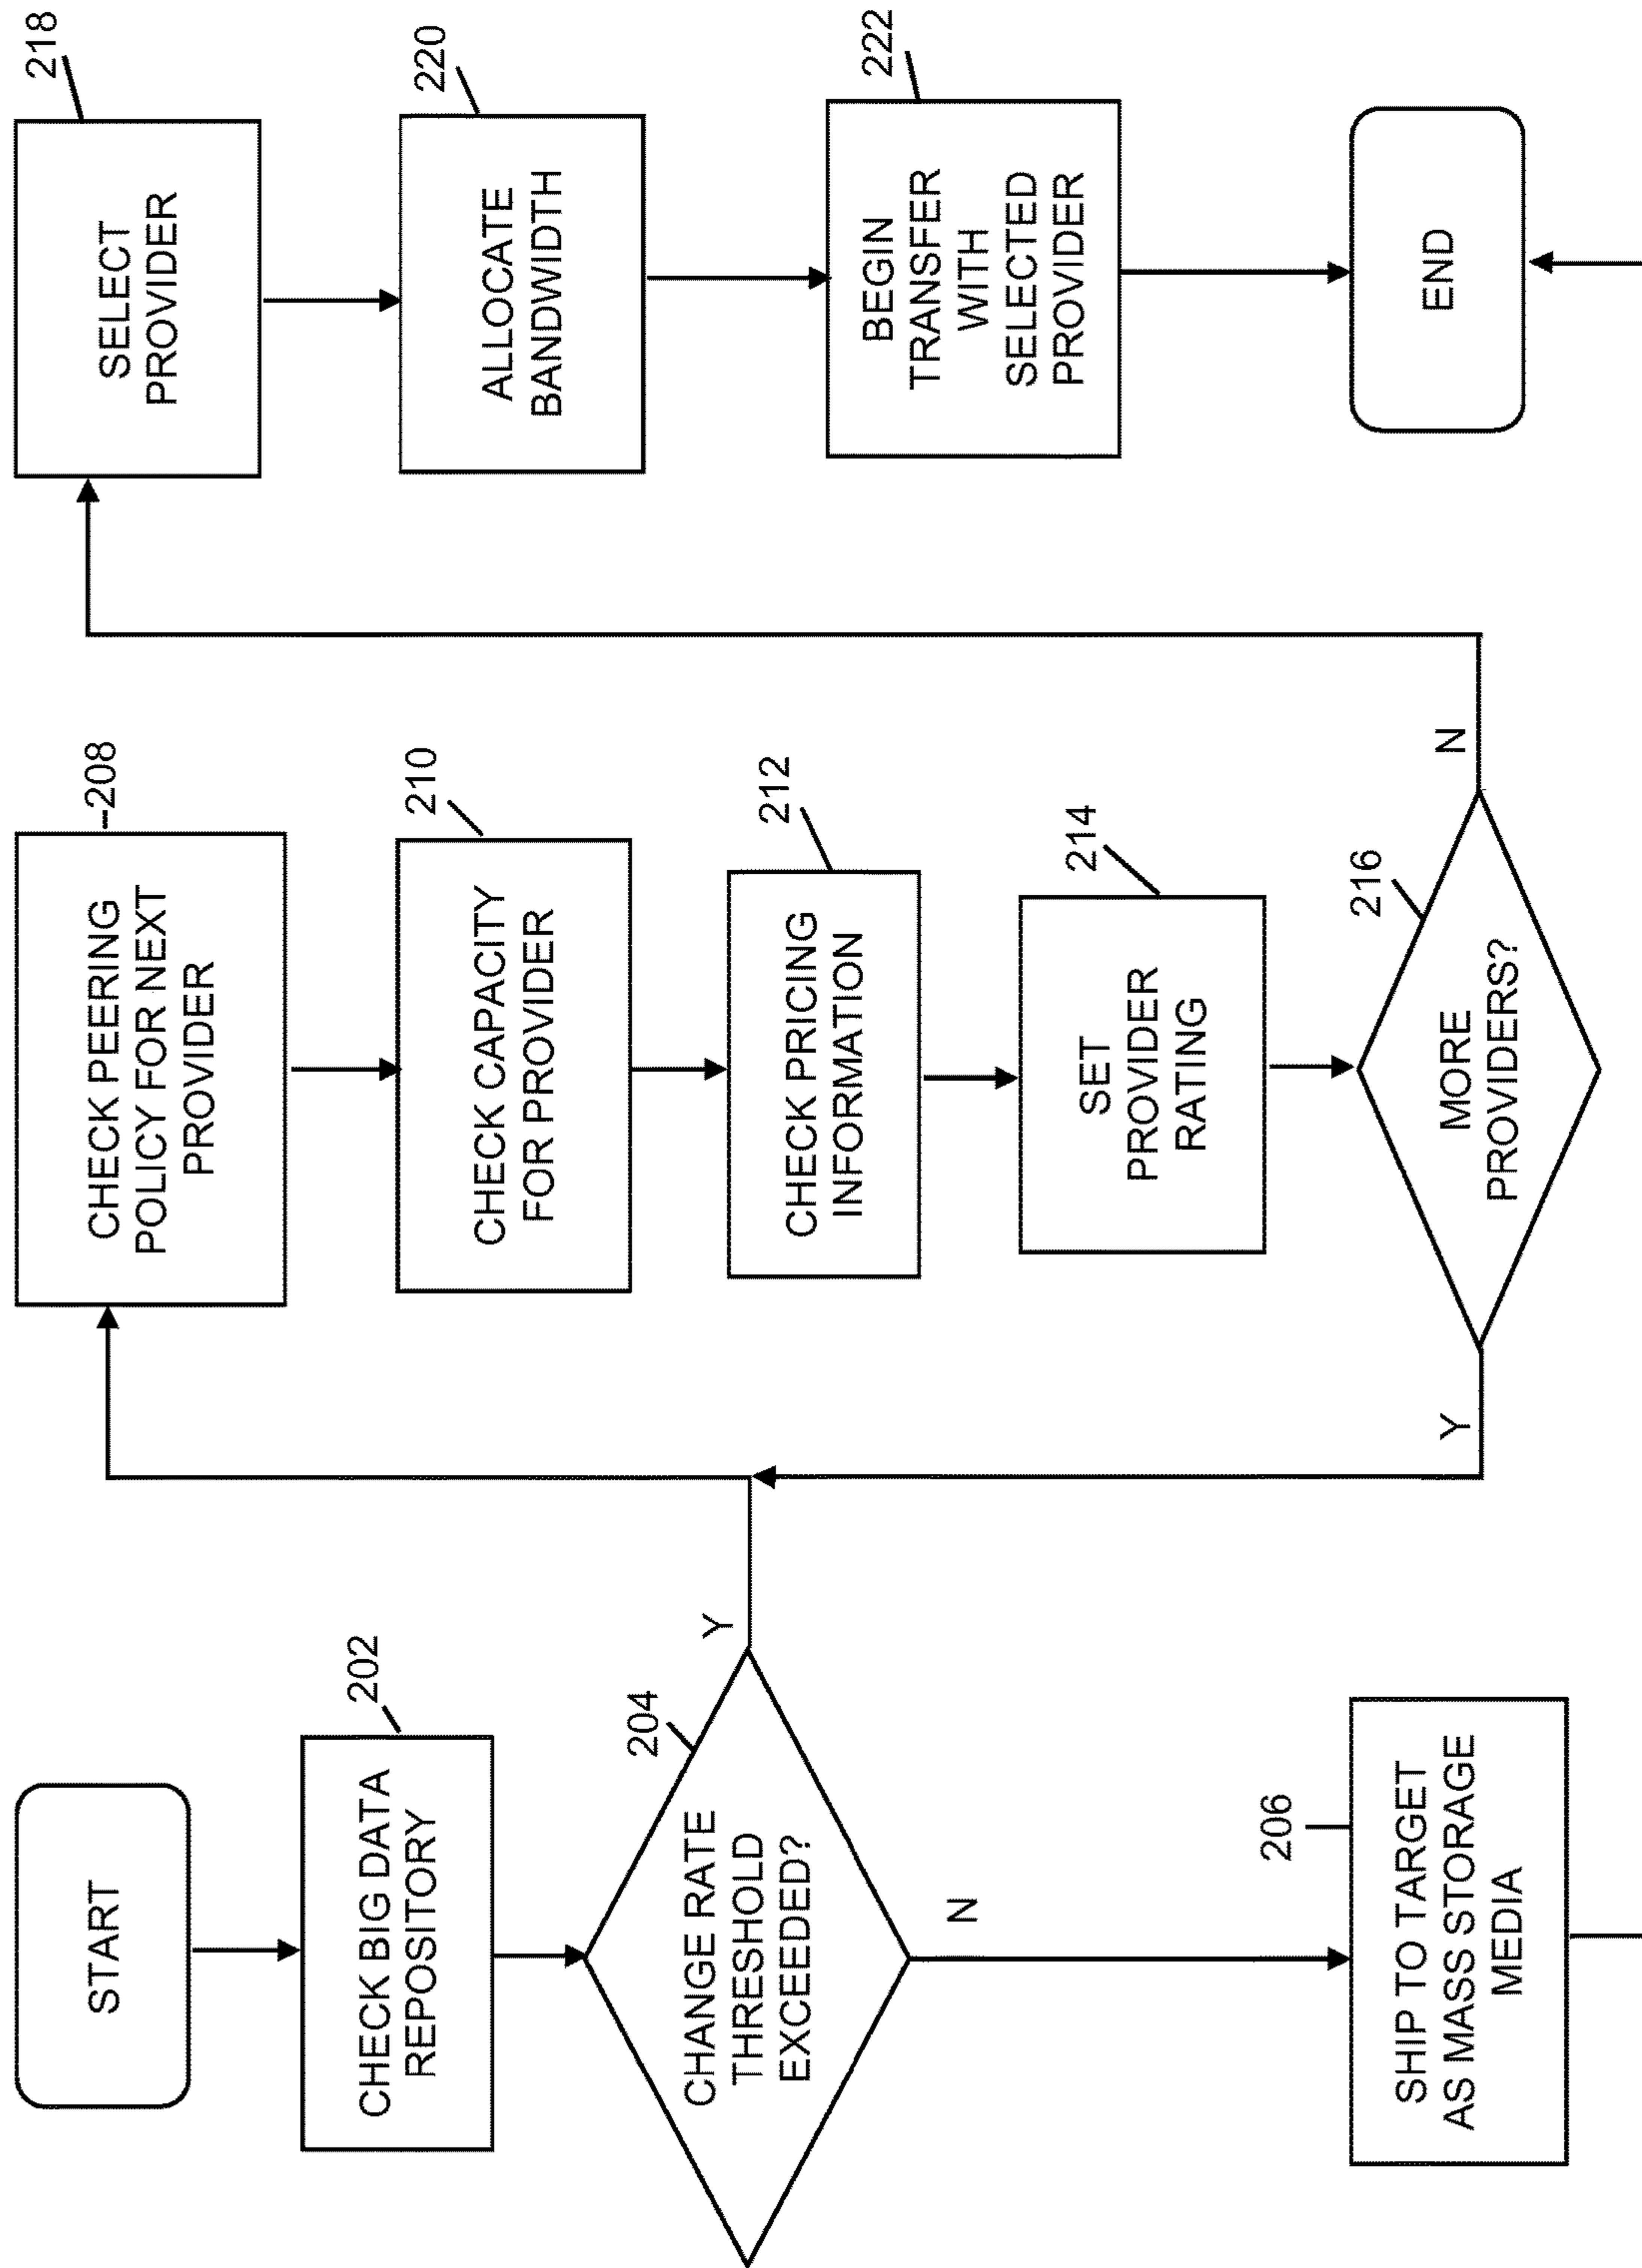 START
CHECK BIG DATA
REPOSITORY
202
CHANGE RATE
THRESHOLD
EXCEEDED?
204
Y
N
SHIP TO TARGET
AS MASS STORAGE
MEDIA
206
CHECK PEERING
POLICY FOR NEXT
PROVIDER
208
CHECK CAPACITY
FOR PROVIDER
210
CHECK PRICING
INFORMATION
212
SET
PROVIDER
RATING
214
MORE
PROVIDERS?
216
Y
N
SELECT
PROVIDER
218
ALLOCATE
BANDWIDTH
220
BEGIN
TRANSFER
WITH
SELECTED
PROVIDER
222
END